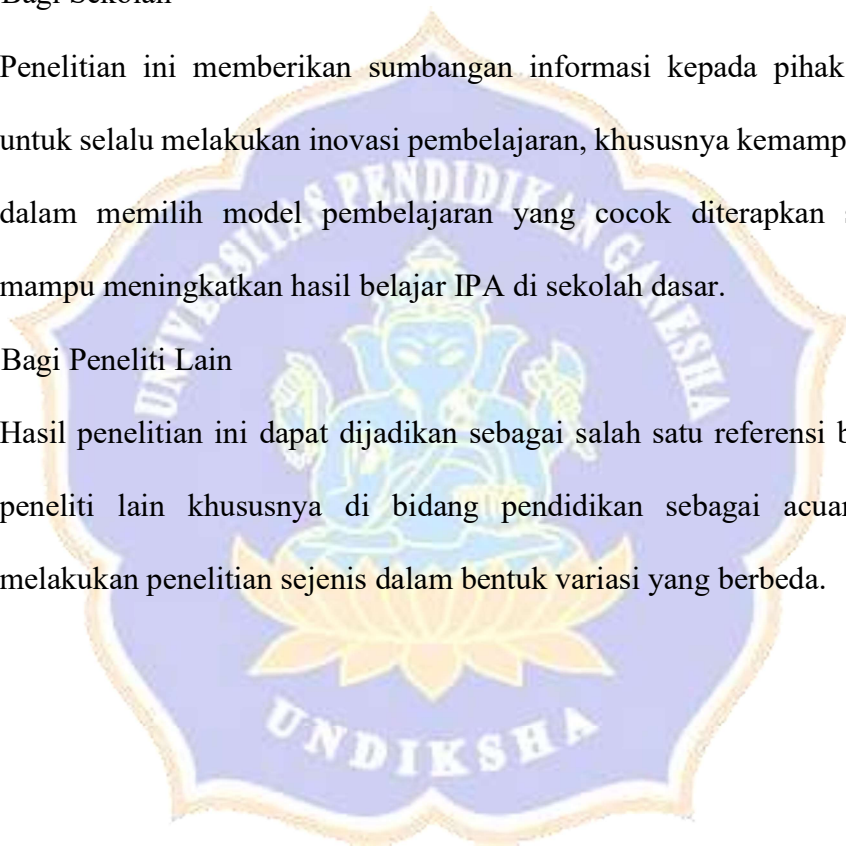 Bagi Sekolah
Penelitian ini memberikan sumbangan informasi kepada pihak
untuk selalu melakukan inovasi pembelajaran, khususnya kemamp
dalam memilih model pembelajaran yang cocok diterapkan s
mampu meningkatkan hasil belajar IPA di sekolah dasar.
Bagi Peneliti Lain
Hasil penelitian ini dapat dijadikan sebagai salah satu referensi b
peneliti lain khususnya di bidang pendidikan sebagai acuan
melakukan penelitian sejenis dalam bentuk variasi yang berbeda.
UNIVERSITAS PENDIDIKAN GANESHA
UNDIKSHA